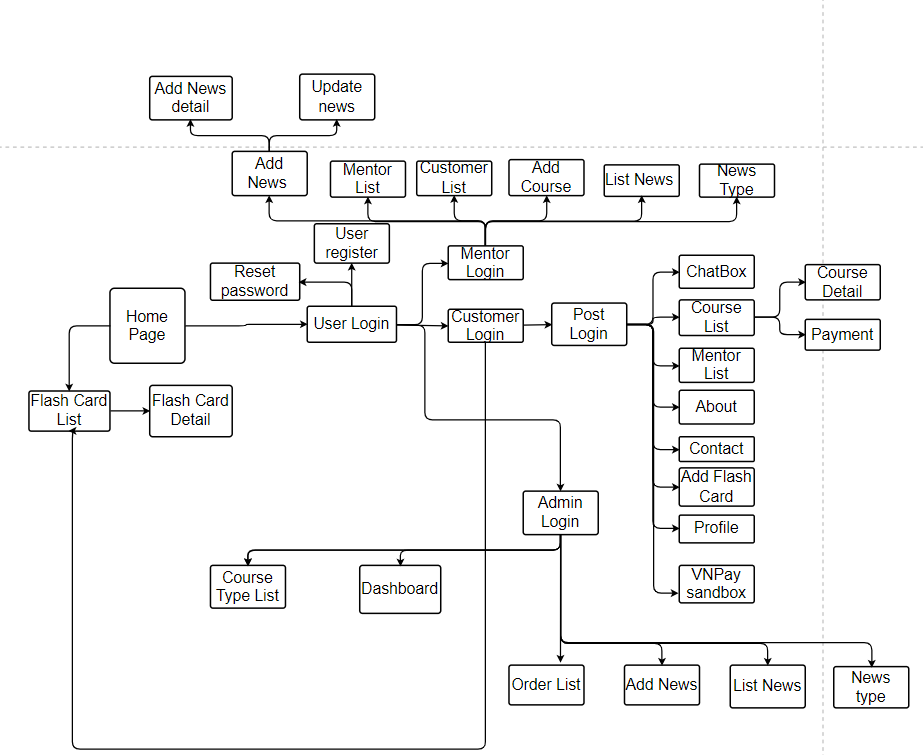 Add News
detail
Update
news
Add
News
Mentor
List
Customer
List
Add
Course
List News
News
Type
User
register
Mentor
Login
Reset
password
ChatBox
Course
Detail
Home
Page
User Login
Customer
Login
Post
Login
Course
List
Payment
Mentor
List
Flash Card
List
Flash Card
Detail
About
Contact
Add Flash
Card
Admin
Login
Profile
Course
Type List
Dashboard
VNPay
sandbox
Order List
Add News
List News
News
type